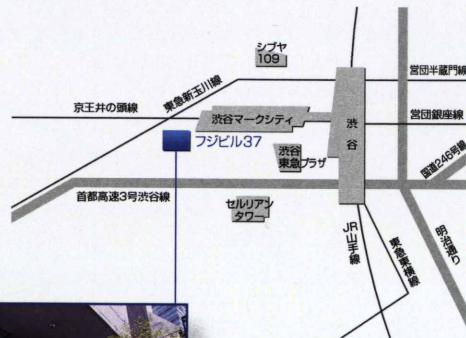 シブヤ
109
営団半蔵門線
東急新玉川線
京王井の頭線
渋谷マークシティ
渋谷
営団銀座線
フジビル37
渋谷
東急プラザ
国道246号線
首都高速3号渋谷線
セルリアン
タワー
JR山手線
東急東横線
明治通り